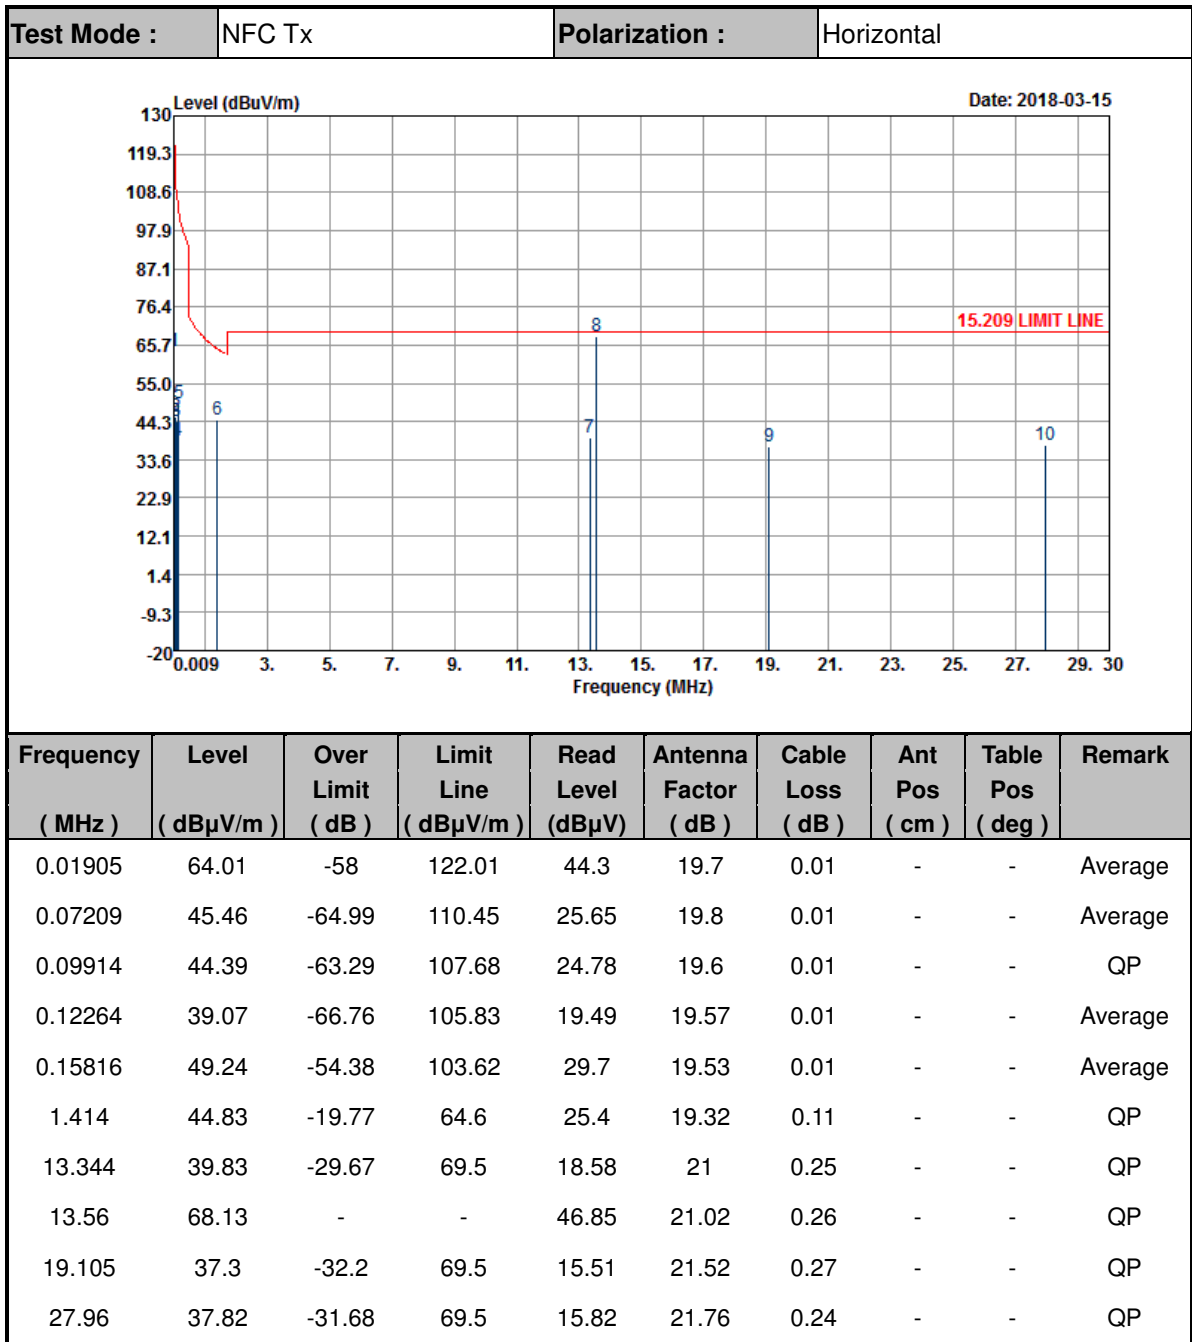 Test Mode : NFC Tx Polarization : Horizontal
Level (dBuV/m) Date: 2018-03-15
130
119.3
108.6
97.9
87.1
76.4
65.7
55.0
44.3
33.6
22.9
12.1
1.4
-9.3
-20
15.209 LIMIT LINE
5
6
7
8
9
10
0.009 3. 5. 7. 9. 11. 13. 15. 17. 19. 21. 23. 25. 27. 29. 30
Frequency (MHz)
Frequency Level Over Limit Read Antenna Cable Ant Table Remark
Limit Line Level Factor Loss Pos Pos
( MHz ) ( dBµV/m ) ( dB ) ( dBµV/m ) (dBµV) ( dB ) ( dB ) ( cm ) ( deg )
0.01905 64.01 -58 122.01 44.3 19.7 0.01 - - Average
0.07209 45.46 -64.99 110.45 25.65 19.8 0.01 - - Average
0.09914 44.39 -63.29 107.68 24.78 19.6 0.01 - - QP
0.12264 39.07 -66.76 105.83 19.49 19.57 0.01 - - Average
0.15816 49.24 -54.38 103.62 29.7 19.53 0.01 - - Average
1.414 44.83 -19.77 64.6 25.4 19.32 0.11 - - QP
13.344 39.83 -29.67 69.5 18.58 21 0.25 - - QP
13.56 68.13 - - 46.85 21.02 0.26 - - QP
19.105 37.3 -32.2 69.5 15.51 21.52 0.27 - - QP
27.96 37.82 -31.68 69.5 15.82 21.76 0.24 - - QP